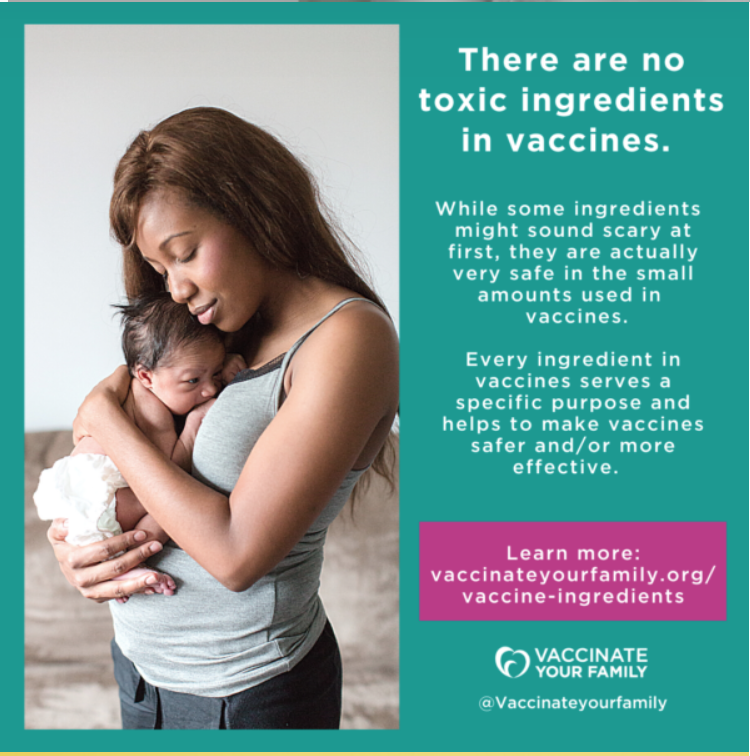 There are no
toxic ingredients
in vaccines.
While some ingredients
might sound scary at
first, they are actually
very safe in the small
amounts used in
vaccines.
Every ingredient in
vaccines serves a
specific purpose and
helps to make vaccines
safer and/or more
effective.
Learn more:
vaccinateyourfamily.org/
vaccine-ingredients
VACCINATE
YOUR FAMILY
@Vaccinateyourfamily